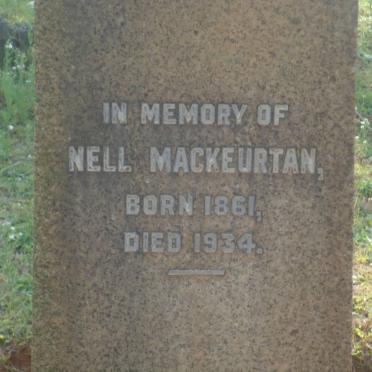 IN MEMORY OF
NELL MACKEURTAN,
BORN 1861,
DIED 1934.